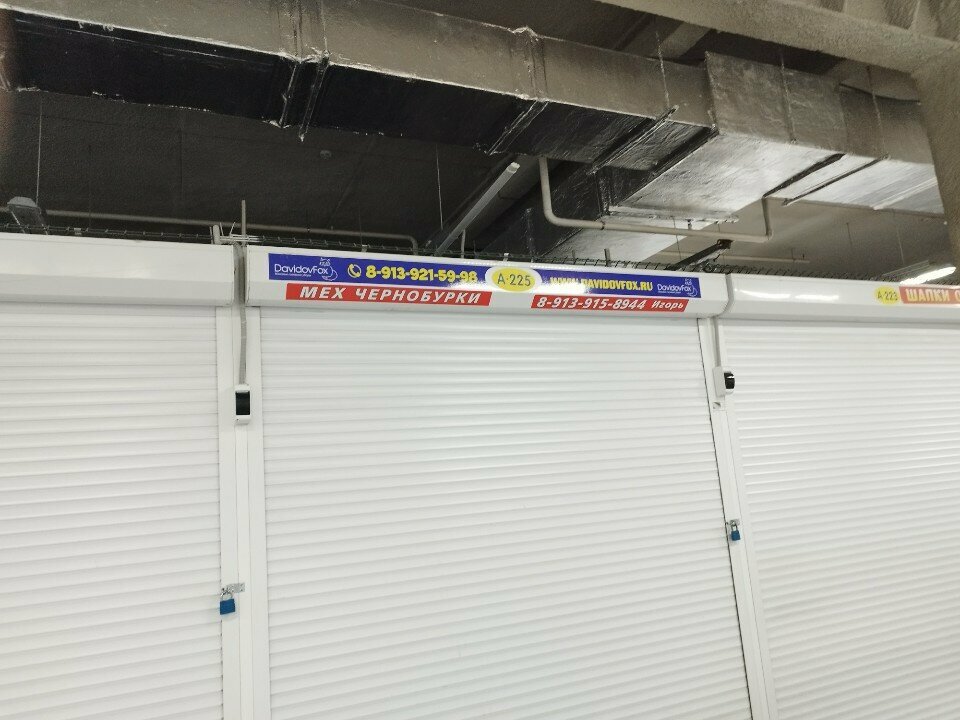 DavidovFox 8-913-921-59-98 A-225 WWW.DAVIDOVFOX.RU DavidovFox
МЕХ ЧЕРНОБУРКИ 8-913-915-8944 Игорь
A-223 ШАПКИ